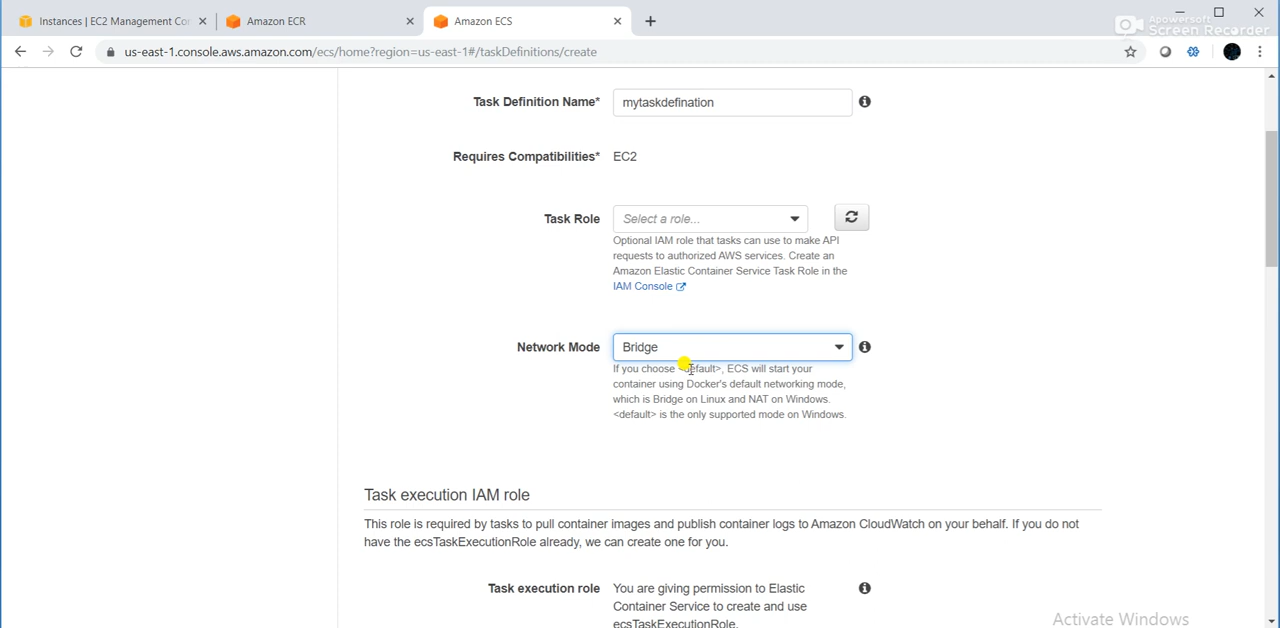 Instances | EC2 Management Con
Amazon ECR
Amazon ECS
Apowersoft
Screen Recorder
us-east-1.console.aws.amazon.com/ecs/home?region=us-east-1#/taskDefinitions/create
Task Definition Name* mytaskdefination
Requires Compatibilities* EC2
Task Role Select a role...
Optional IAM role that tasks can use to make API
requests to authorized AWS services. Create an
Amazon Elastic Container Service Task Role in the
IAM Console
Network Mode Bridge
If you choose <default>, ECS will start your
container using Docker's default networking mode,
which is Bridge on Linux and NAT on Windows.
<default> is the only supported mode on Windows.
Task execution IAM role
This role is required by tasks to pull container images and publish container logs to Amazon CloudWatch on your behalf. If you do not
have the ecsTaskExecutionRole already, we can create one for you.
Task execution role You are giving permission to Elastic
Container Service to create and use
ecsTaskExecutionRole.
Activate Windows